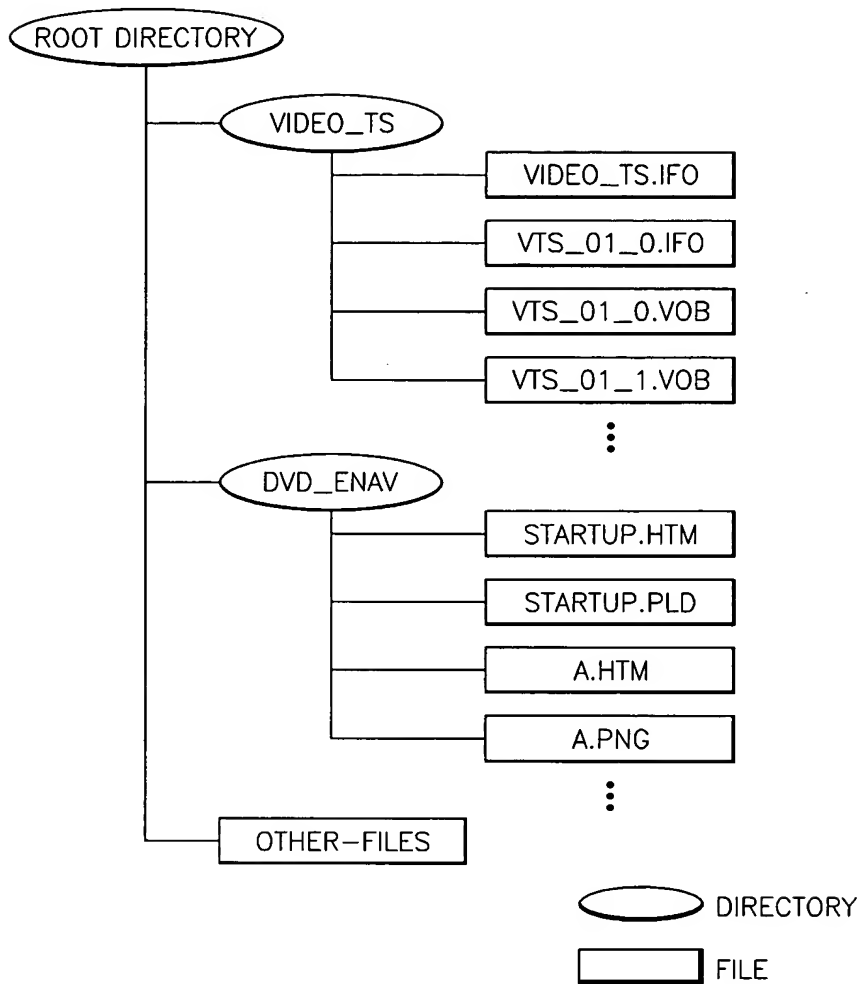 ROOT DIRECTORY
VIDEO_TS
VIDEO_TS.IFO
VTS_01_0.IFO
VTS_01_0.VOB
VTS_01_1.VOB
DVD_ENAV
STARTUP.HTM
STARTUP.PLD
A.HTM
A.PNG
OTHER-FILES
DIRECTORY
FILE